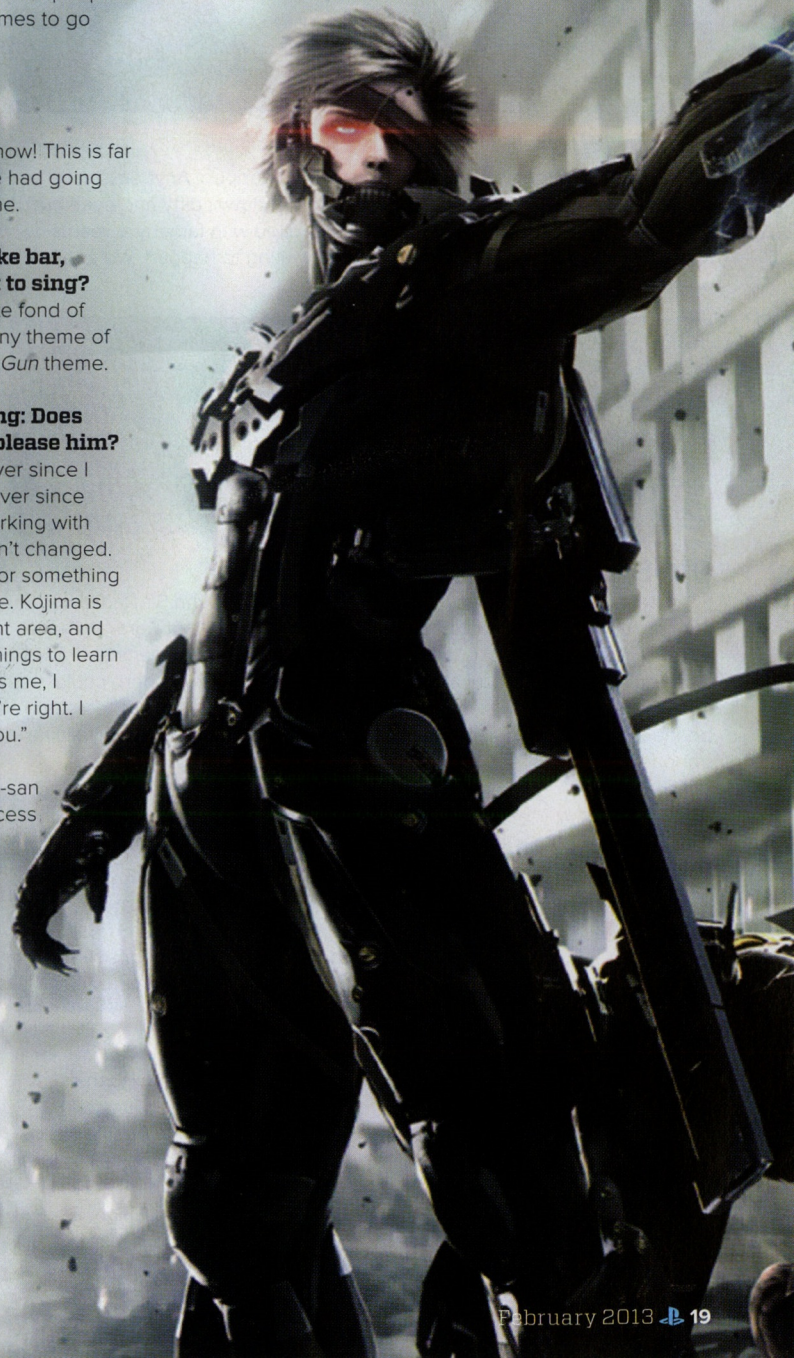 mes to go
now! This is far
e had going
ne.
ke bar,
t to sing?
e fond of
ny theme of
Gun theme.
ng: Does
please him?
ver since I
ver since
rking with
n't changed.
or something
e. Kojima is
nt area, and
nings to learn
s me, I
're right. I
ou."
-san
cess
February 2013 19